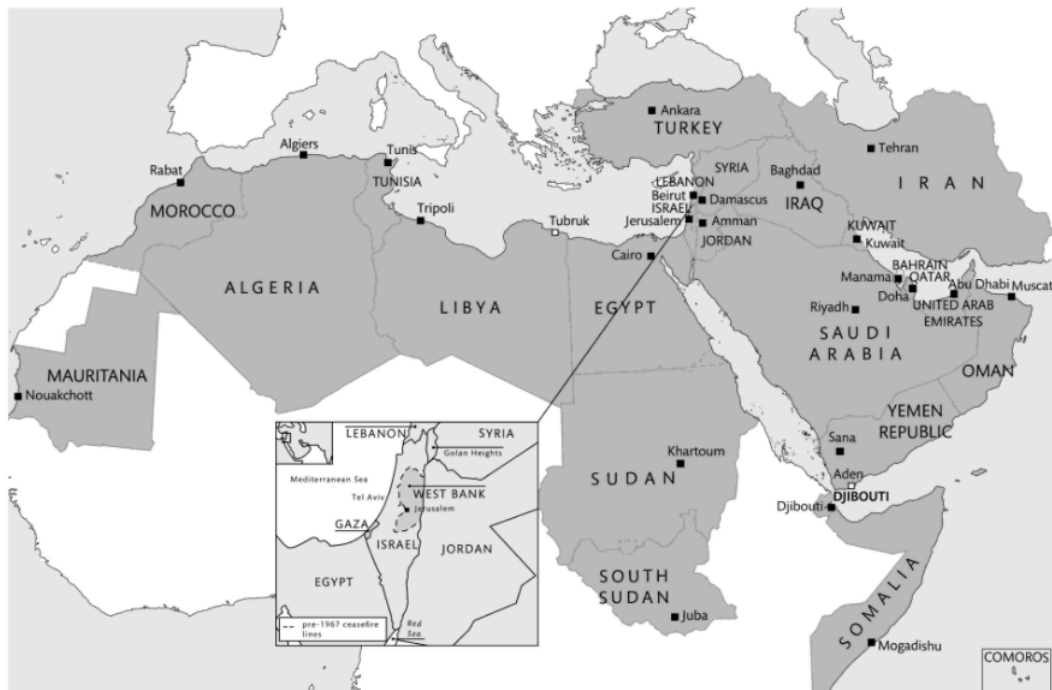 Ankara
TURKEY
Algiers
Tunis
Tehran
Rabat
TUNISIA
SYRIA
Baghdad
IRAN
LEBANON
Beirut
Damascus
IRAQ
MOROCCO
ISRAEL
Jerusalem
Amman
Tripoli
Tubruk
JORDAN
KUWAIT
Kuwait
Cairo
BAHRAIN
Manama
QATAR
Abu Dhabi
Muscat
ALGERIA
Doha
LIBYA
EGYPT
Riyadh
UNITED ARAB
EMIRATES
SAUDI
ARABIA
MAURITANIA
OMAN
Nouakchott
YEMEN
REPUBLIC
Sana
Khartoum
SUDAN
Aden
DJIBOUTI
Djibouti
SOUTH
SUDAN
Juba
SOMALIA
Mogadishu
COMOROS
LEBANON
SYRIA
Golan Heights
Mediterranean Sea
Tel Aviv
WEST BANK
Jerusalem
GAZA
ISRAEL
JORDAN
EGYPT
pre-1967 ceasefire
lines
Red
Sea